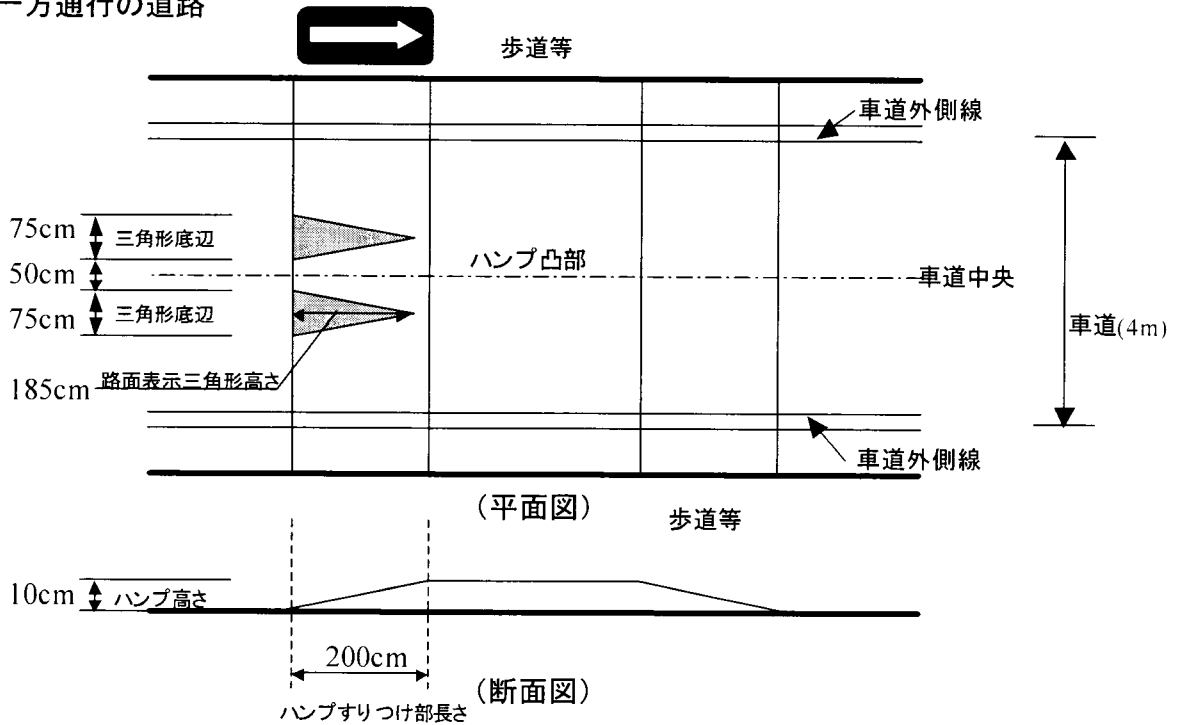 一方通行の道路
歩道等
車道外側線
75cm
三角形底辺
50cm
ハンプ凸部
車道中央
75cm
三角形底辺
車道(4m)
185cm
路面表示三角形高さ
車道外側線
(平面図)
歩道等
10cm
ハンプ高さ
200cm
(断面図)
ハンプすりつけ部長さ